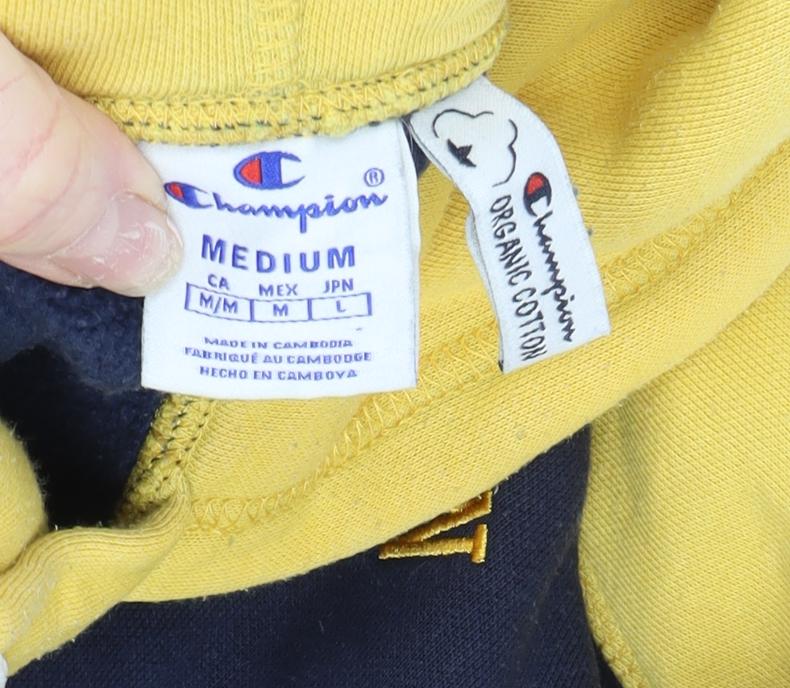 Champion®
MEDIUM
CA MEX JPN
M/M M L
MADE IN CAMBODIA
FABRIQUÉ AU CAMBODGE
HECHO EN CAMBOYA
Champion
ORGANIC COTTON